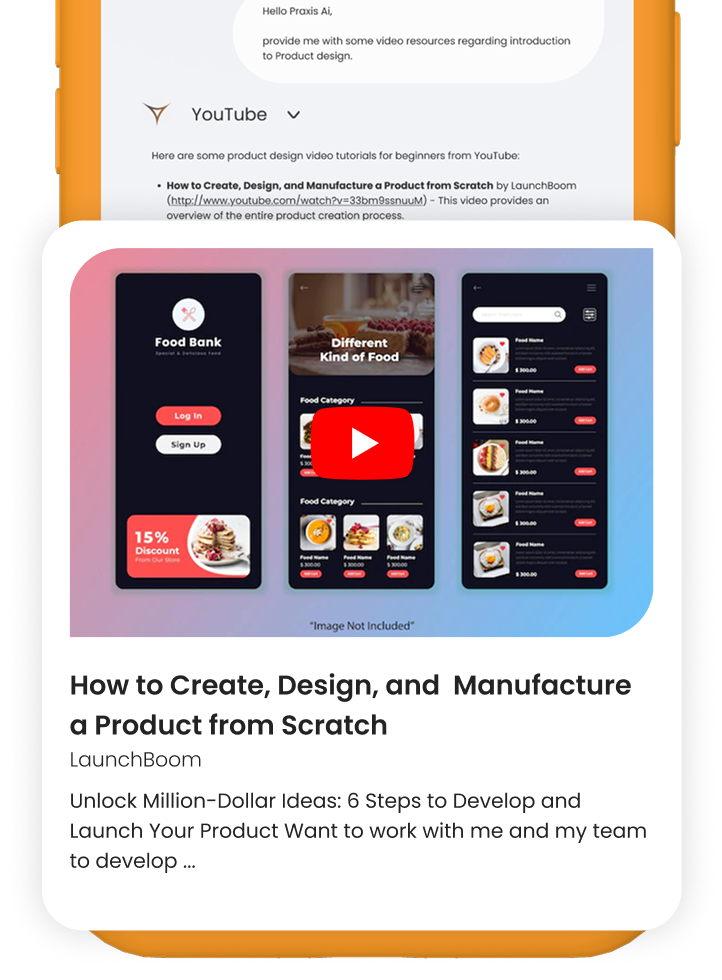 Hello Praxis Ai,
provide me with some video resources regarding introduction
to Product design.
YouTube
Here are some product design video tutorials for beginners from YouTube:
• How to Create, Design, and Manufacture a Product from Scratch by LaunchBoom
(http://www.youtube.com/watch?v=33bm9ssnuuM) - This video provides an
overview of the entire product creation process.
Food Bank
Special & Delicious Food
Log In
Sign Up
15%
Discount
From Our Store
Different
Kind of Food
Food Category
$ 300
Food Category
Food Name Food Name Food Name
$ 300.00 $ 300.00 $ 300.00
Food Name
$ 300.00
Food Name
$ 300.00
Food Name
$ 300.00
Food Name
$ 300.00
Food Name
$ 300.00
"Image Not Included"
How to Create, Design, and Manufacture
a Product from Scratch
LaunchBoom
Unlock Million-Dollar Ideas: 6 Steps to Develop and
Launch Your Product Want to work with me and my team
to develop ...